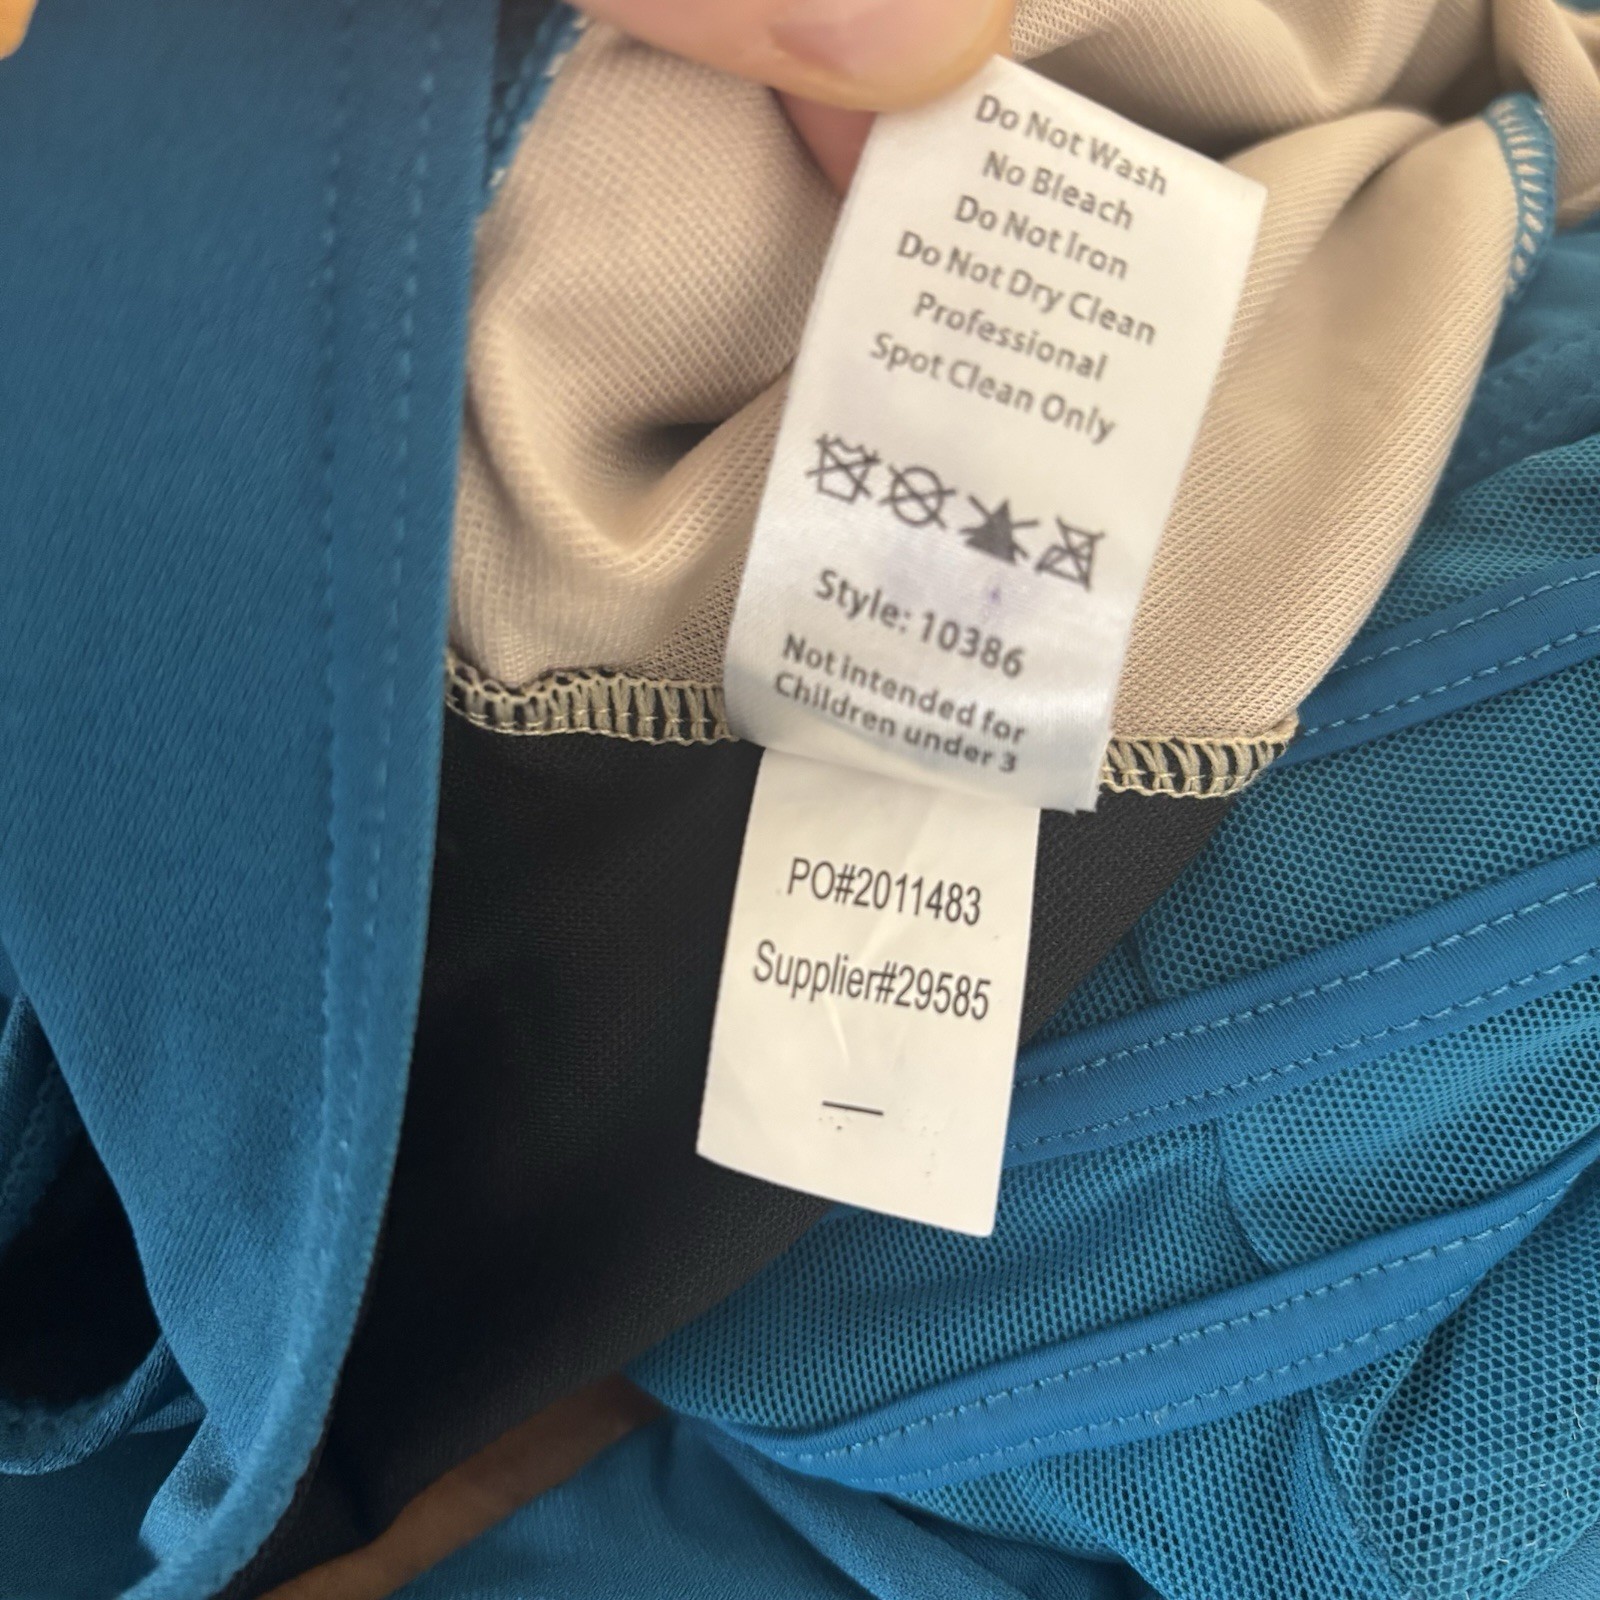 Do Not Wash
No Bleach
Do Not Iron
Do Not Dry Clean
Professional
Spot Clean Only
Style: 10386
Not intended for
Children under 3
PO#2011483
Supplier#29585